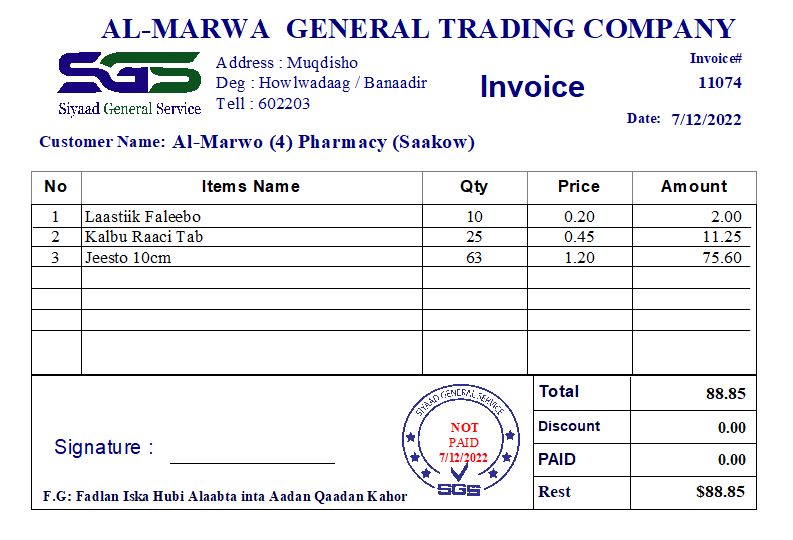 AL-MARWA GENERAL TRADING COMPANY
SGS
Siyaad General Service
Address : Muqdisho
Deg : Howlwadaag / Banaadir
Tell : 602203
Invoice
Invoice#
11074
Date: 7/12/2022
Customer Name: Al-Marwo (4) Pharmacy (Saakow)
No Items Name Qty Price Amount
1 Laastiik Faleebo 10 0.20 2.00
2 Kalbu Raaci Tab 25 0.45 11.25
3 Jeesto 10cm 63 1.20 75.60
Total 88.85
Discount 0.00
PAID 0.00
Rest $88.85
Signature :
SIYAAD GENERAL SERVICE
NOT
PAID
7/12/2022
SGS
F.G: Fadlan Iska Hubi Alaabta inta Aadan Qaadan Kahor